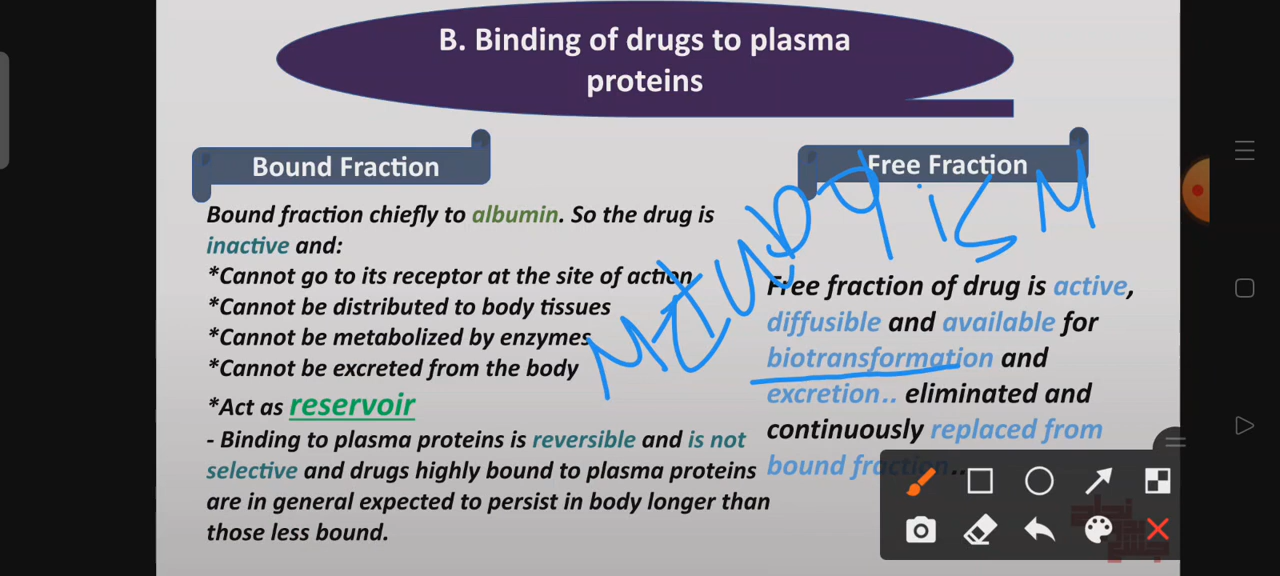 B. Binding of drugs to plasma
proteins
Bound Fraction
Bound fraction chiefly to albumin. So the drug is
inactive and:
*Cannot go to its receptor at the site of action
*Cannot be distributed to body tissues
*Cannot be metabolized by enzymes
*Cannot be excreted from the body
*Act as reservoir
- Binding to plasma proteins is reversible and is not
selective and drugs highly bound to plasma proteins
are in general expected to persist in body longer than
those less bound.
Free Fraction
Free fraction of drug is active,
diffusible and available for
biotransformation and
excretion.. eliminated and
continuously replaced from
bound fraction..